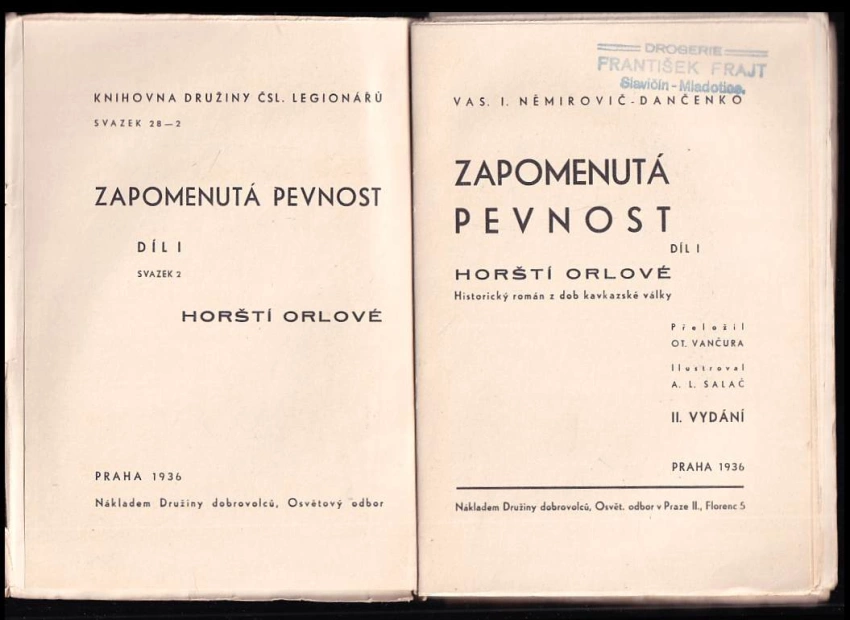 KNIHOVNA DRUŽINY ČSL. LEGIONÁŘŮ
SVAZEK 28—2
ZAPOMENUTÁ PEVNOST
DÍL I
SVAZEK 2
HORŠTÍ ORLOVÉ
PRAHA 1936
Nákladem Družiny dobrovolců, Osvětový odbor
DROGERIE
FRANTIŠEK FRAJT
Slavičín - Mladotice.
VAS. I. NĚMIROVIČ-DANČENKO
ZAPOMENUTÁ
PEVNOST
DÍL I
HORŠTÍ ORLOVÉ
Historický román z dob kavkazské války
Přeložil
OT. VANČURA
Ilustroval
A. L. SALAČ
II. VYDÁNÍ
PRAHA 1936
Nákladem Družiny dobrovolců, Osvět. odbor v Praze II., Florenc 5